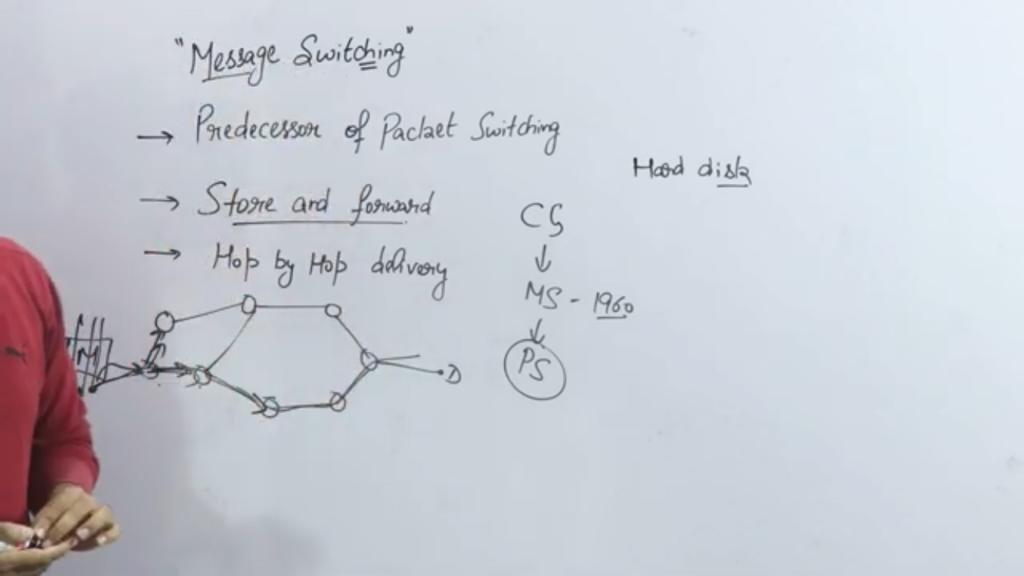 "Message Switching"
→ Predecessor of Packet Switching
Hard disk
→ Store and forward
→ Hop by Hop delivery
CS
↓
MS - 1960
↓
PS
M
D